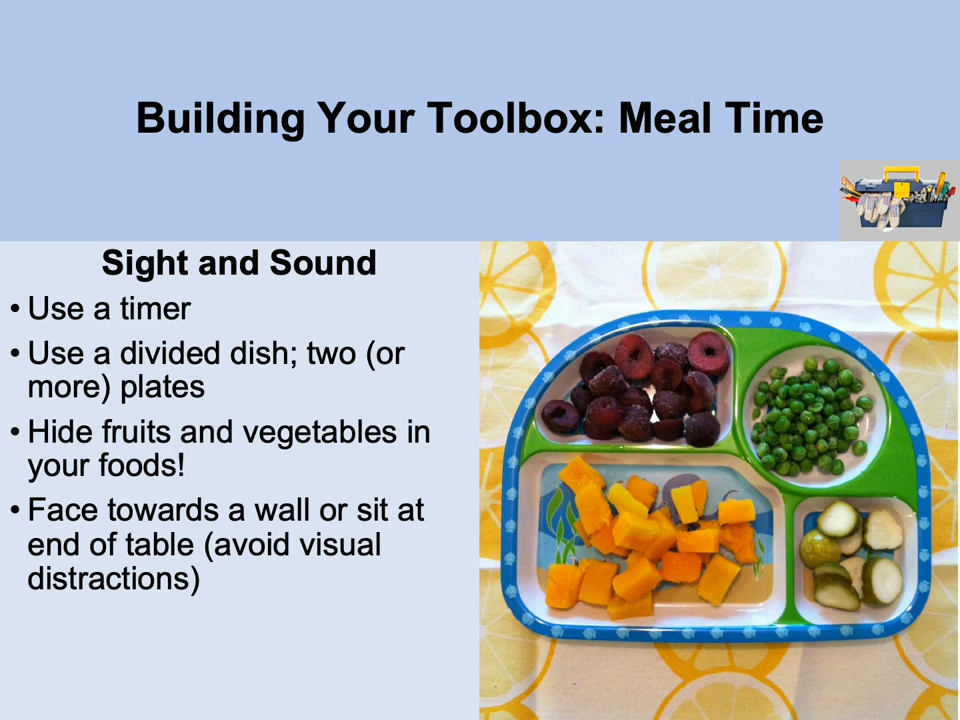 Building Your Toolbox: Meal Time
Sight and Sound
• Use a timer
• Use a divided dish; two (or
more) plates
• Hide fruits and vegetables in
your foods!
• Face towards a wall or sit at
end of table (avoid visual
distractions)